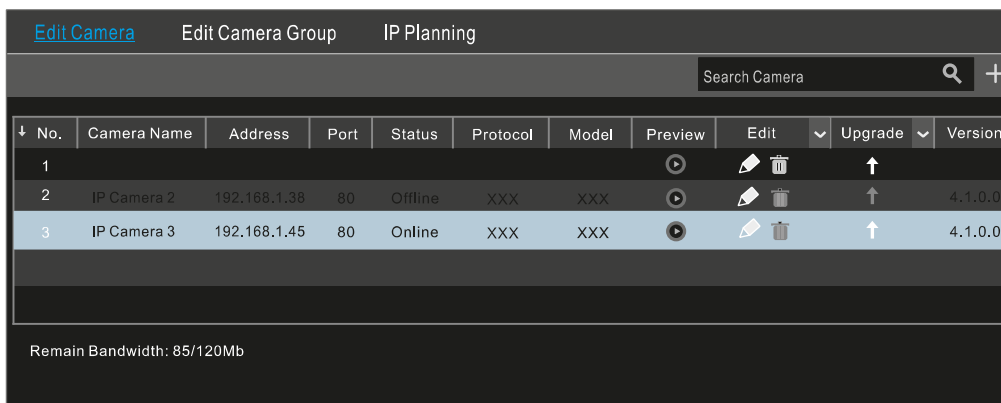 Edit Camera Edit Camera Group IP Planning
Search Camera
No. Camera Name Address Port Status Protocol Model Preview Edit Upgrade Version
1
2 IP Camera 2 192.168.1.38 80 Offline XXX XXX 4.1.0.0
3 IP Camera 3 192.168.1.45 80 Online XXX XXX 4.1.0.0
Remain Bandwidth: 85/120Mb